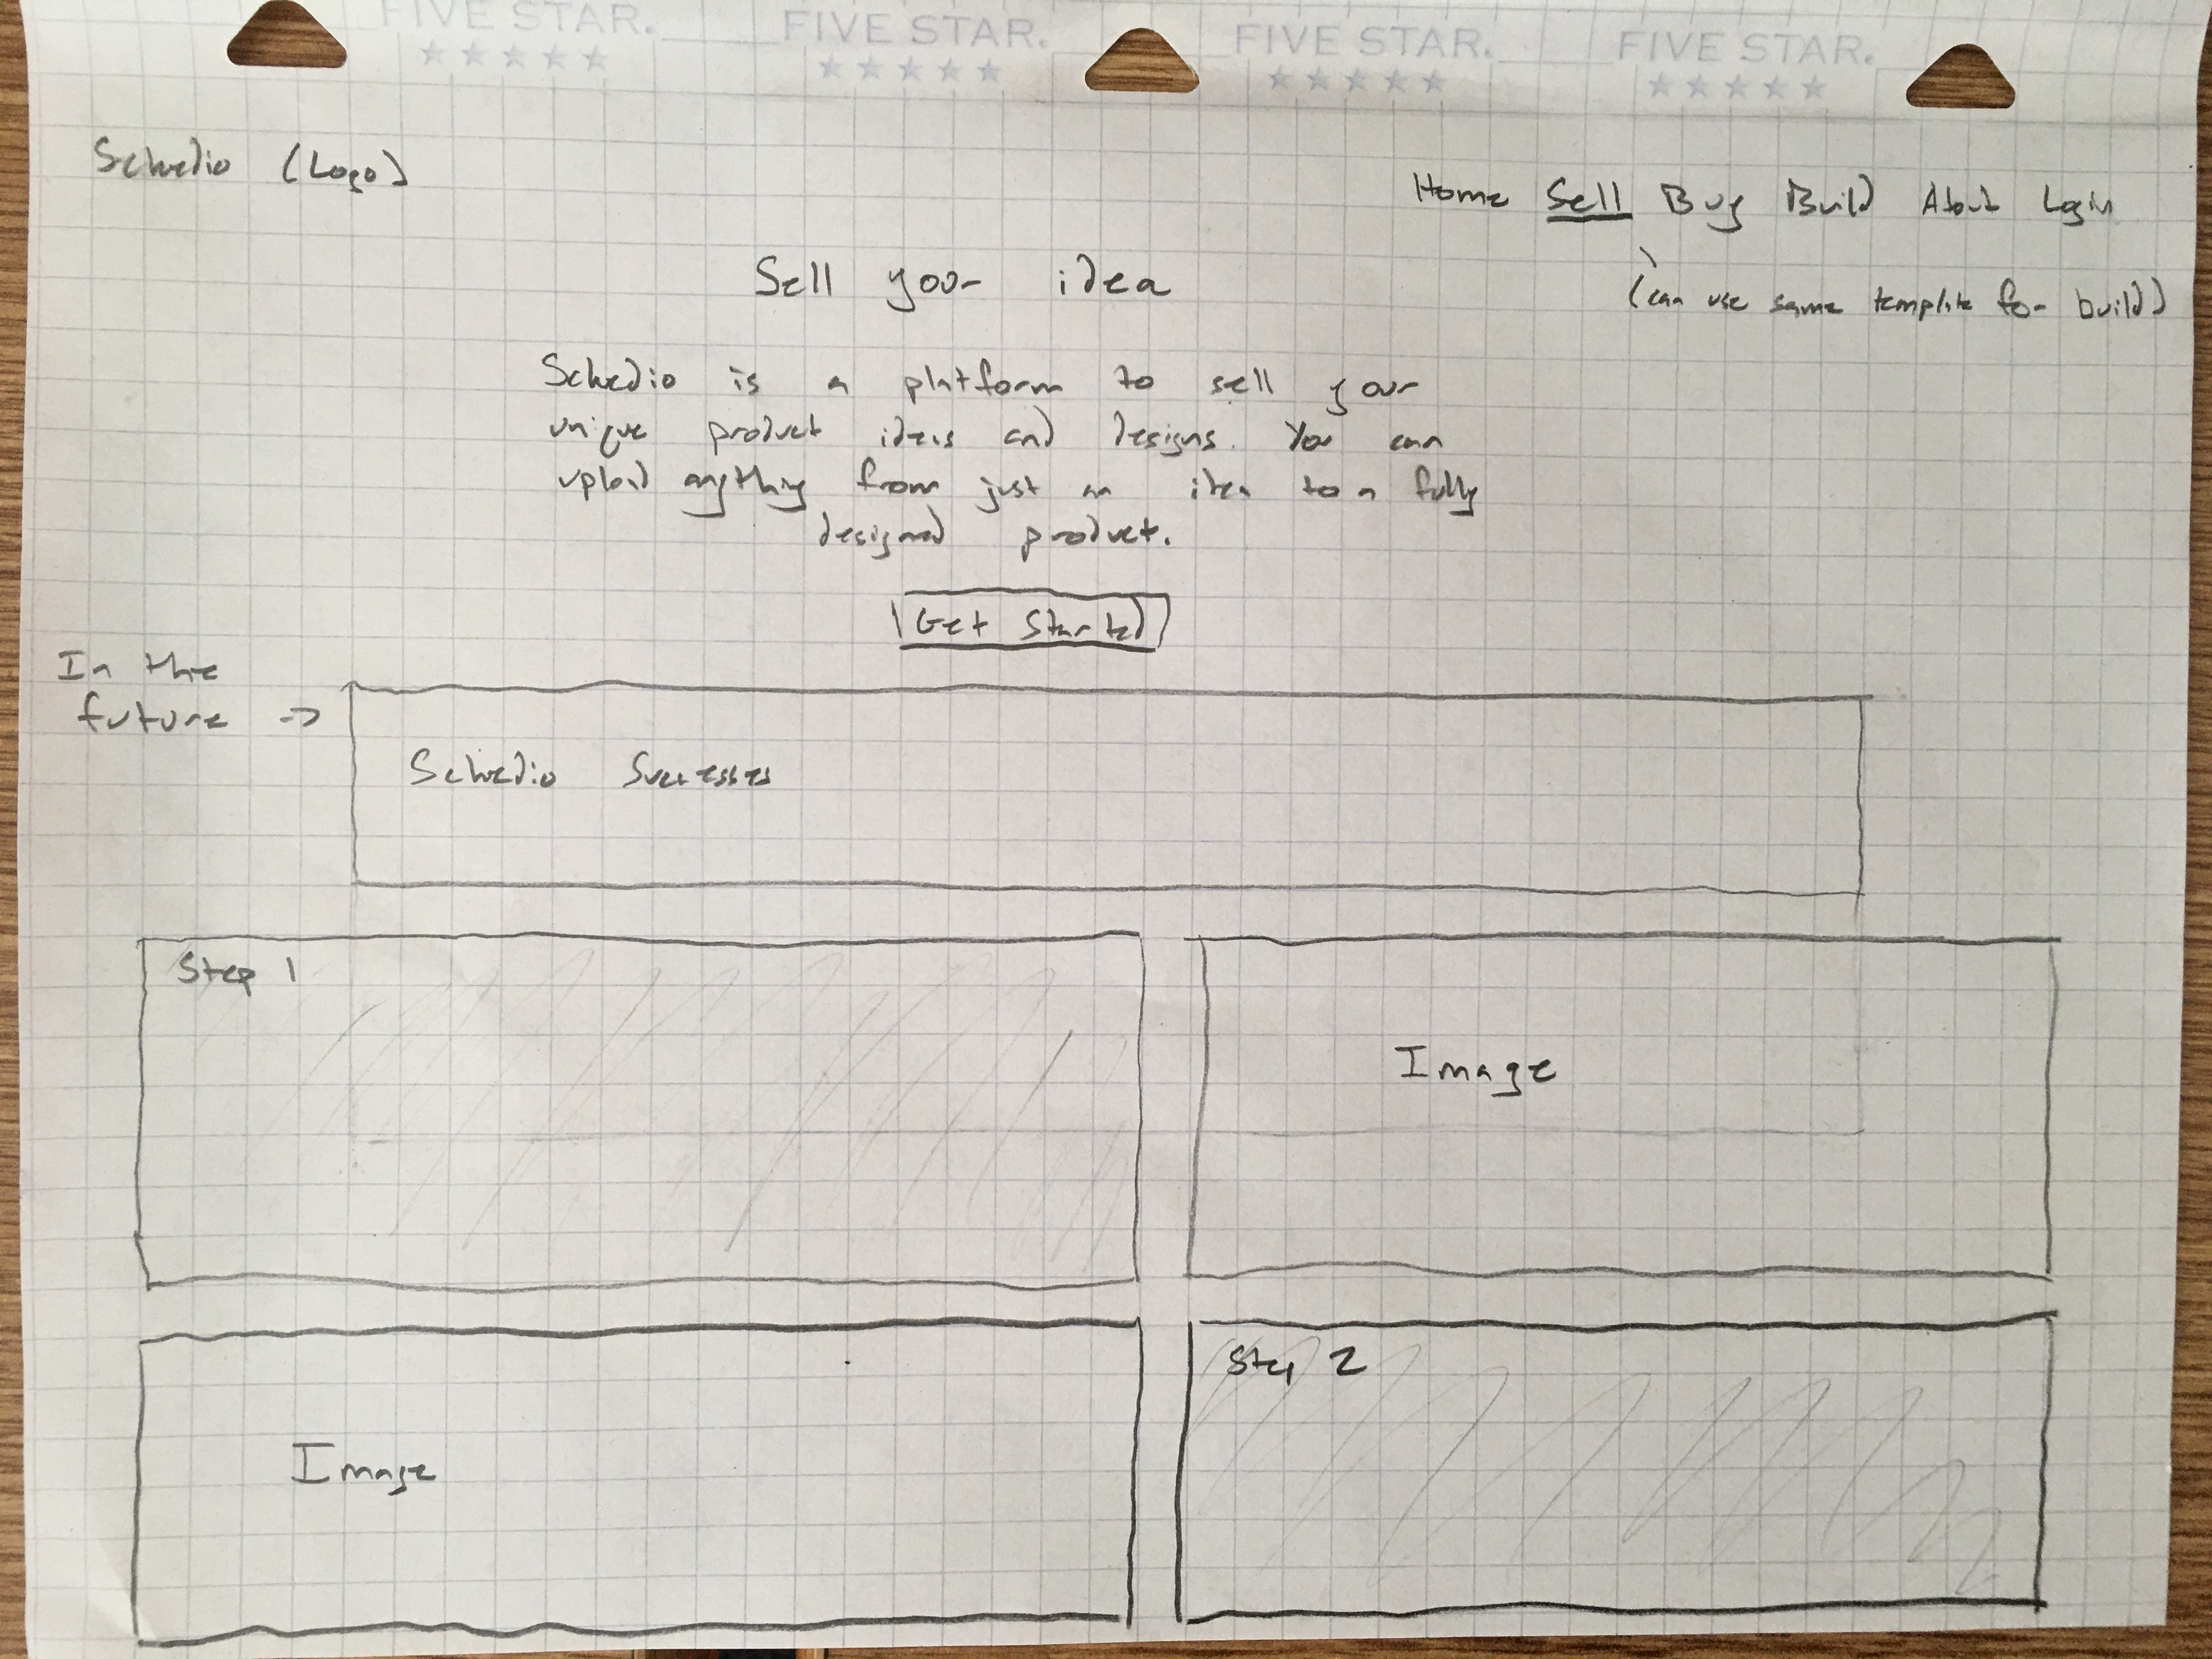 FIVE STAR.
FIVE STAR.
FIVE STAR.
FIVE STAR.
Schedio (Logo)
Home Sell Buy Build About Login
(can use same template for build)
Sell your idea
Schedio is a platform to sell your
unique product ideas and designs. You can
upload anything from just an idea to a fully
designed product.
Get Started
In the
future ->
Schedio Successes
Step 1
Image
Image
Step 2